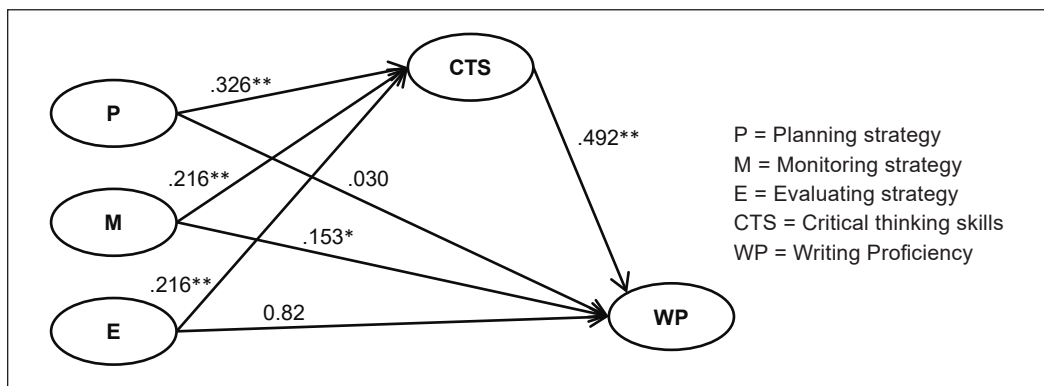 CTS
.326**
P
.492**
P = Planning strategy
M = Monitoring strategy
.216**
.030
E = Evaluating strategy
M
CTS = Critical thinking skills
.153*
WP = Writing Proficiency
.216**
0.82
E
WP